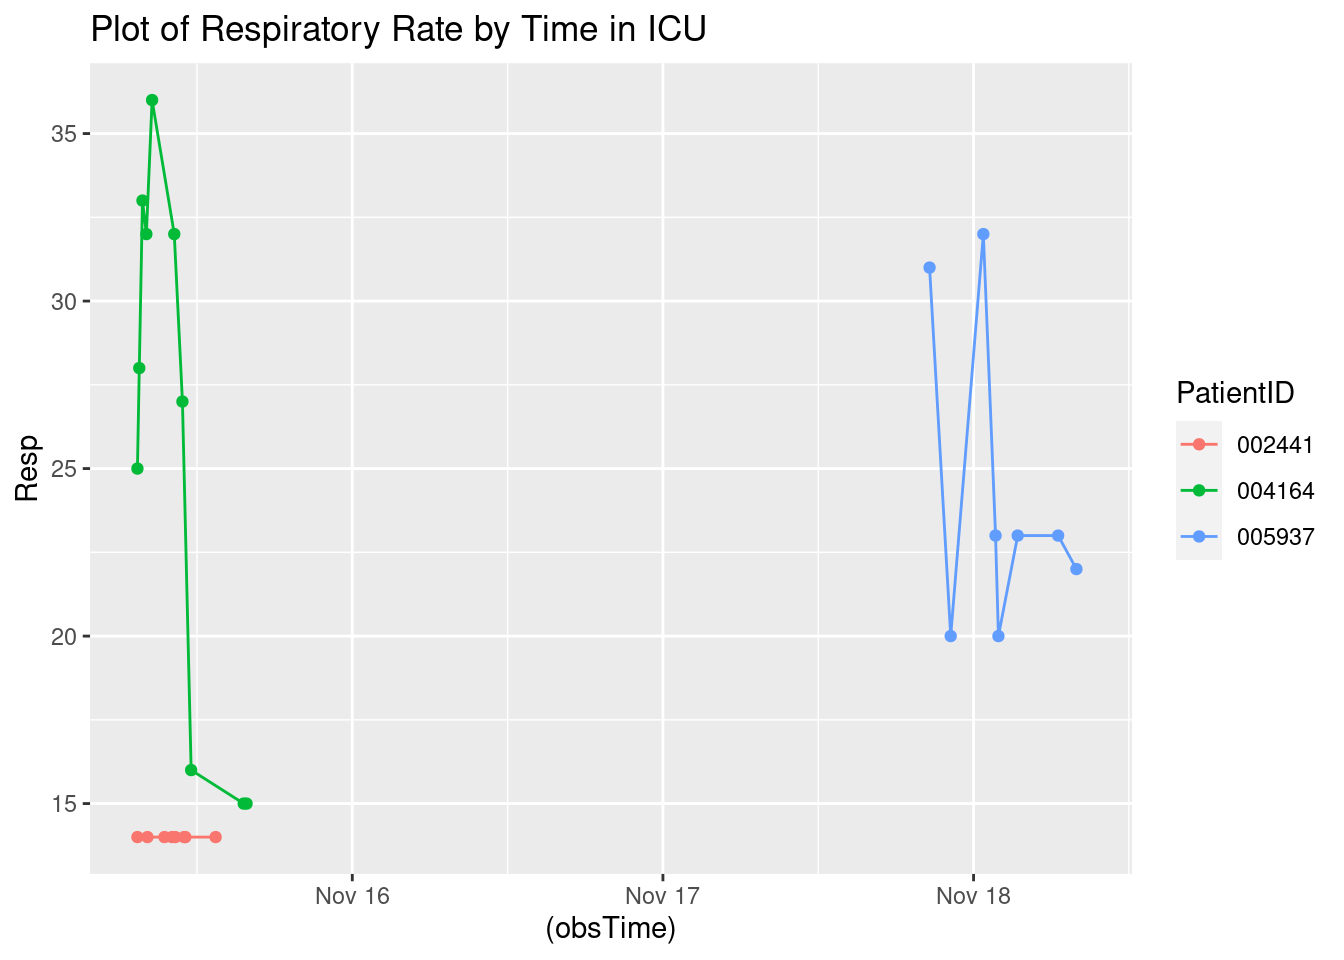 Plot of Respiratory Rate by Time in ICU
35
30
25
20
15
Resp
Nov 16
Nov 17
Nov 18
(obsTime)
PatientID
002441
004164
005937